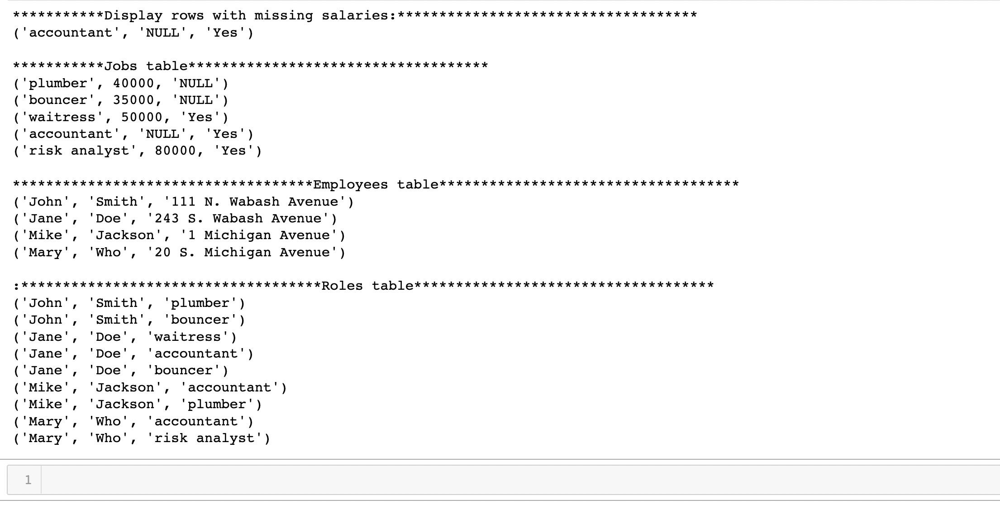 ***********Display rows with missing salaries:************************************
('accountant', 'NULL', 'Yes')
***********Jobs table************************************
('plumber', 40000, 'NULL')
('bouncer', 35000, 'NULL')
('waitress', 50000, 'Yes')
('accountant', 'NULL', 'Yes')
('risk analyst', 80000, 'Yes')
************************************Employees table************************************
('John', 'Smith', '111 N. Wabash Avenue')
('Jane', 'Doe', '243 S. Wabash Avenue')
('Mike', 'Jackson', '1 Michigan Avenue')
('Mary', 'Who', '20 S. Michigan Avenue')
:************************************Roles table************************************
('John', 'Smith', 'plumber')
('John', 'Smith', 'bouncer')
('Jane', 'Doe', 'waitress')
('Jane', 'Doe', 'accountant')
('Jane', 'Doe', 'bouncer')
('Mike', 'Jackson', 'accountant')
('Mike', 'Jackson', 'plumber')
('Mary', 'Who', 'accountant')
('Mary', 'Who', 'risk analyst')
1